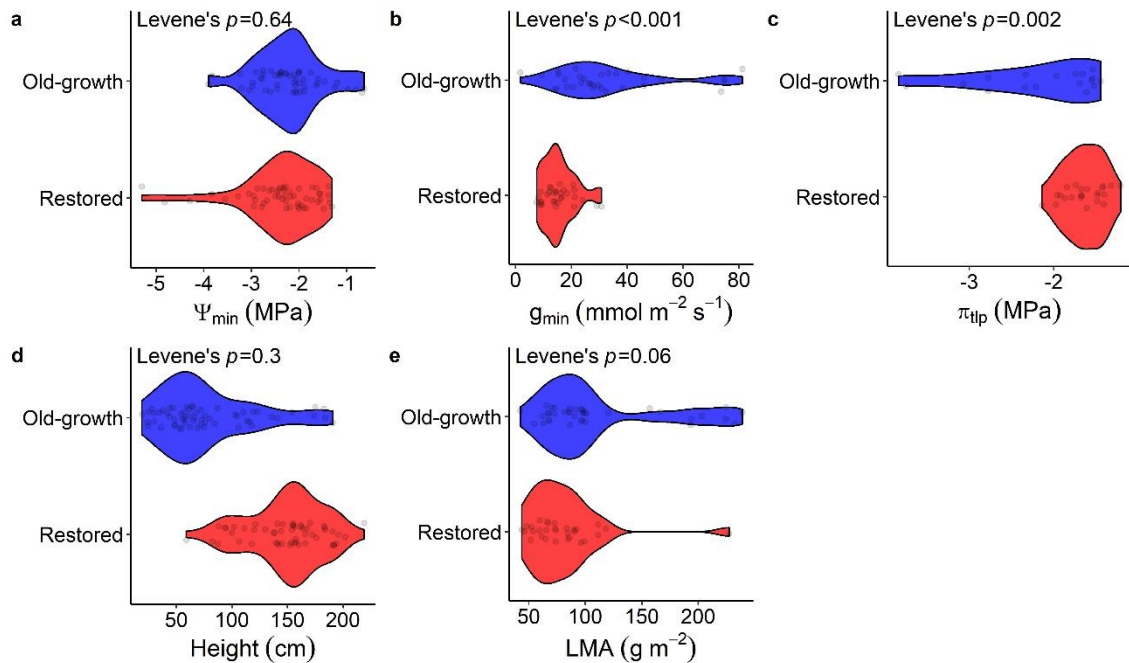 a Levene's p=0.64
Old-growth
Restored
-5 -4 -3 -2 -1
Ψmin (MPa)
b Levene's p<0.001
Old-growth
Restored
0 20 40 60 80
gmin (mmol m−2 s−1)
c Levene's p=0.002
Old-growth
Restored
-3 -2
πtlp (MPa)
d Levene's p=0.3
Old-growth
Restored
50 100 150 200
Height (cm)
e Levene's p=0.06
Old-growth
Restored
50 100 150 200
LMA (g m−2)